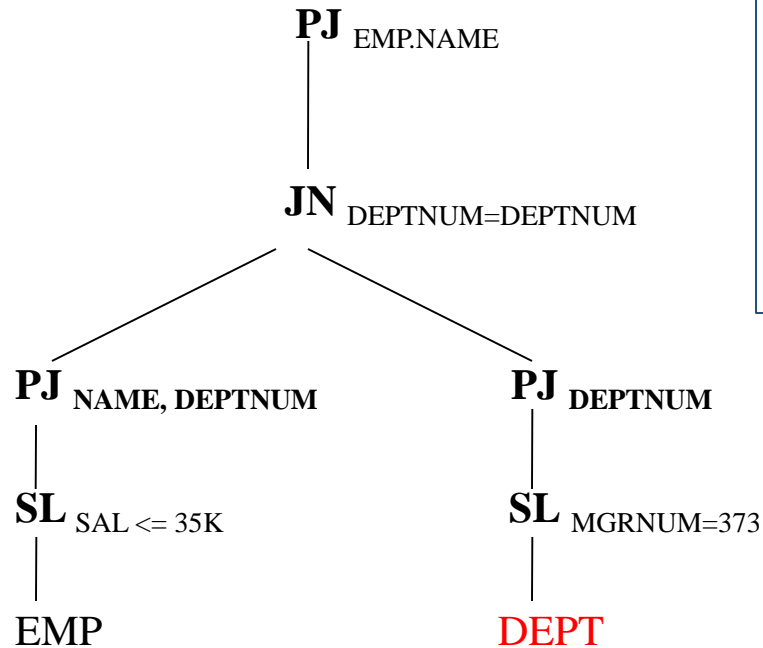 PJ EMP.NAME
JN DEPTNUM=DEPTNUM
PJ NAME, DEPTNUM
PJ DEPTNUM
SL SAL <= 35K
SL MGRNUM=373
EMP
DEPT